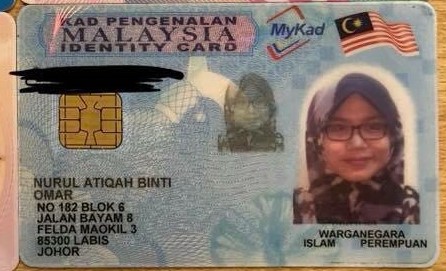 KAD PENGENALAN
MALAYSIA
IDENTITY CARD
MyKad
NURUL ATIQAH BINTI
OMAR
NO 182 BLOK 6
JALAN BAYAM 8
FELDA MAOKIL 3
85300 LABIS
JOHOR
WARGANEGARA
ISLAM PEREMPUAN